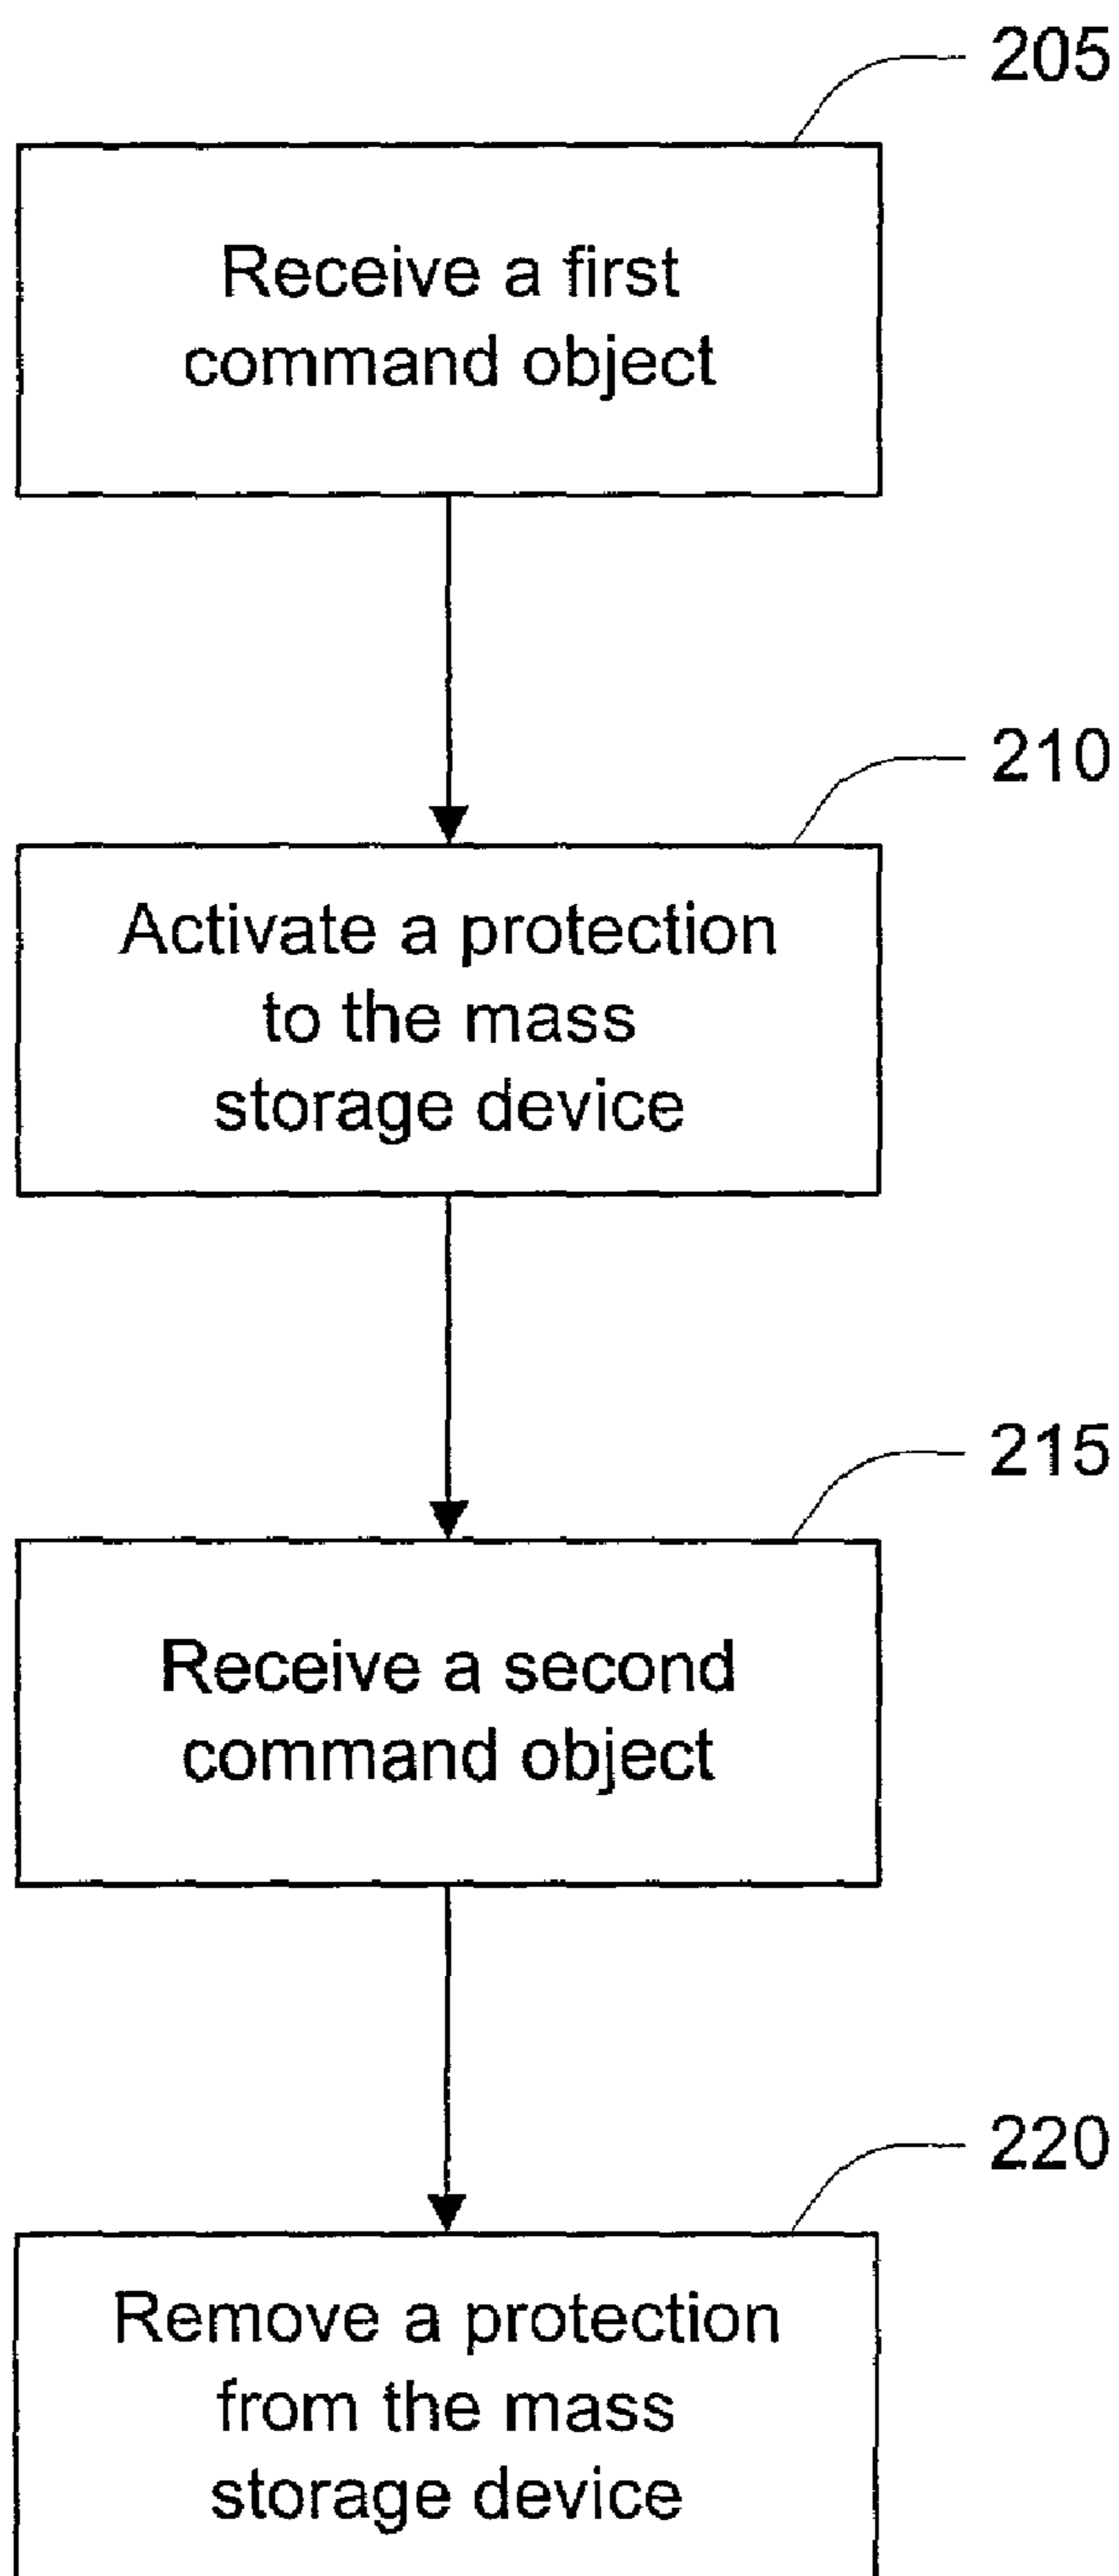 205
Receive a first
command object
210
Activate a protection
to the mass
storage device
215
Receive a second
command object
220
Remove a protection
from the mass
storage device